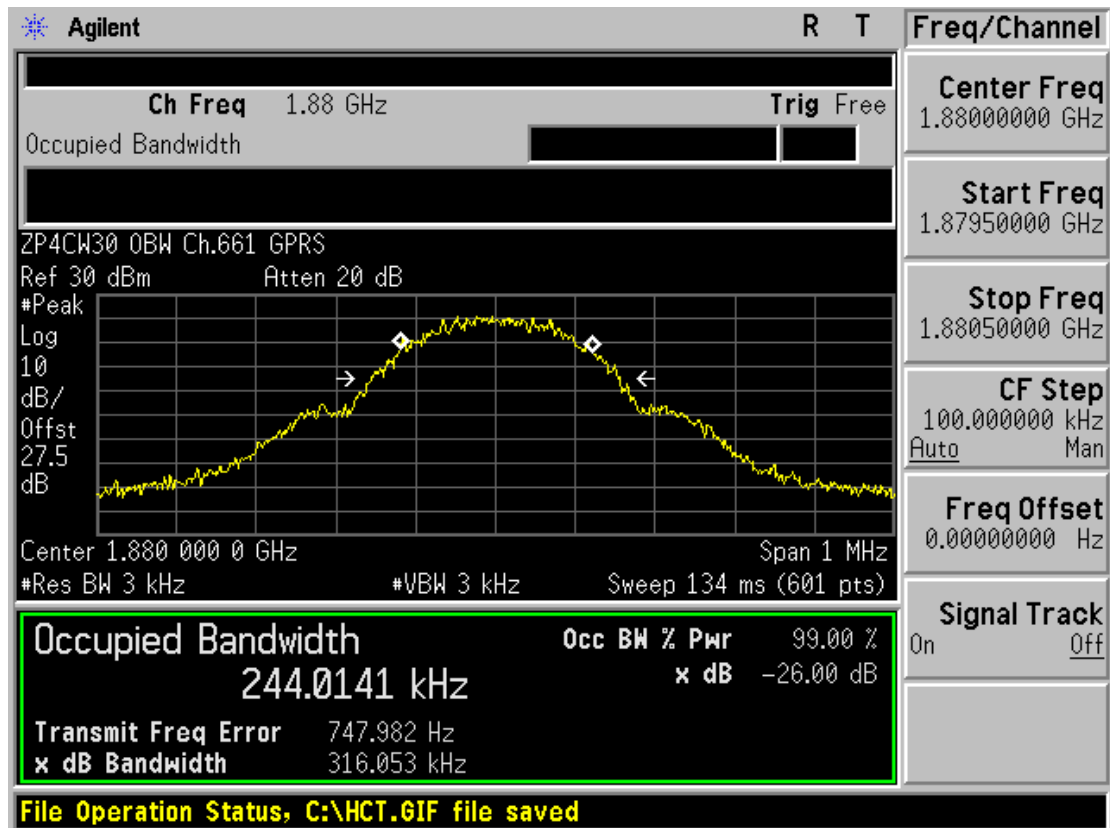 Agilent R T
Ch Freq 1.88 GHz Trig Free
Occupied Bandwidth
ZP4CW30 OBW Ch.661 GPRS
Ref 30 dBm Atten 20 dB
#Peak
Log
10
dB/
Offst
27.5
dB
Center 1.880 000 0 GHz Span 1 MHz
#Res BW 3 kHz #VBW 3 kHz Sweep 134 ms (601 pts)
Occupied Bandwidth Occ BW % Pwr 99.00 %
244.0141 kHz x dB -26.00 dB
Transmit Freq Error 747.982 Hz
x dB Bandwidth 316.053 kHz
File Operation Status, C:\HCT.GIF file saved
Freq/Channel
Center Freq
1.88000000 GHz
Start Freq
1.87950000 GHz
Stop Freq
1.88050000 GHz
CF Step
100.000000 kHz
Auto Man
Freq Offset
0.00000000 Hz
Signal Track
On Off